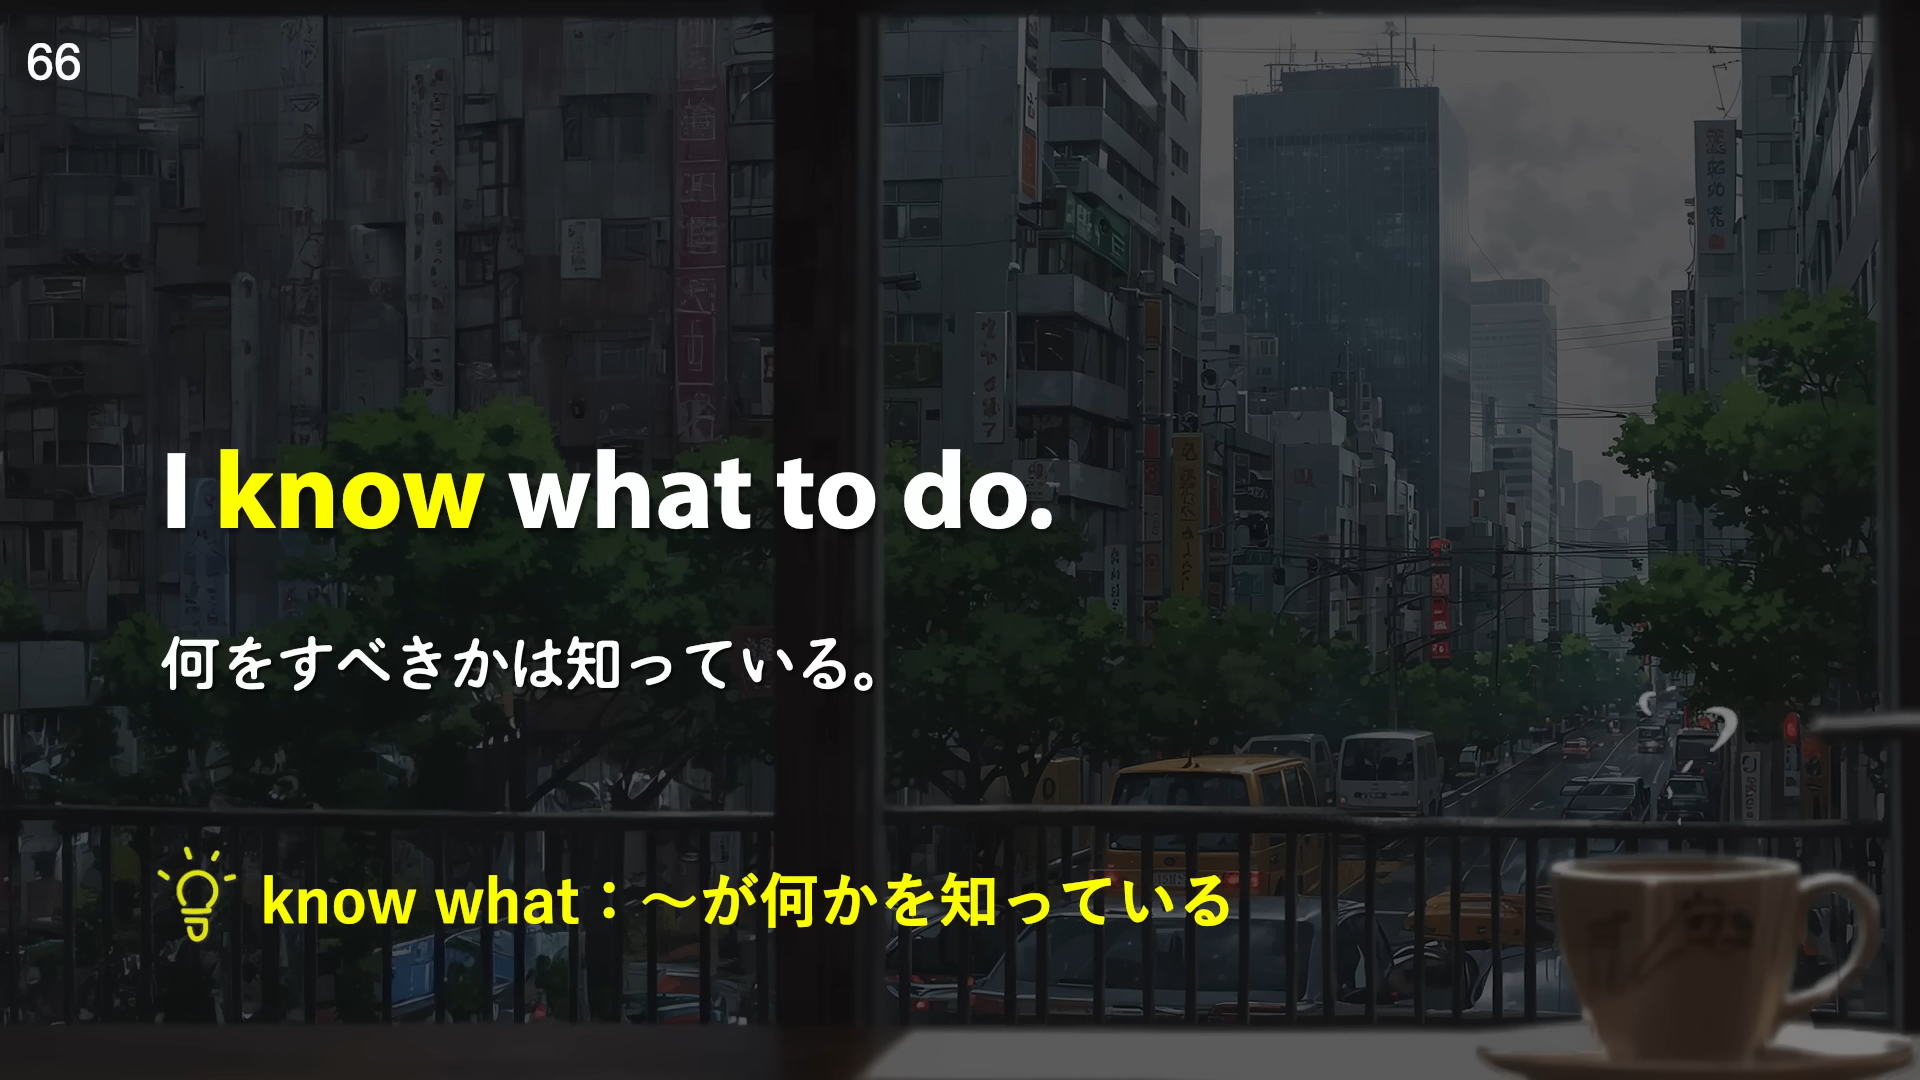 66
I know what to do.
何をすべきかは知っている。
know what：〜が何かを知っている